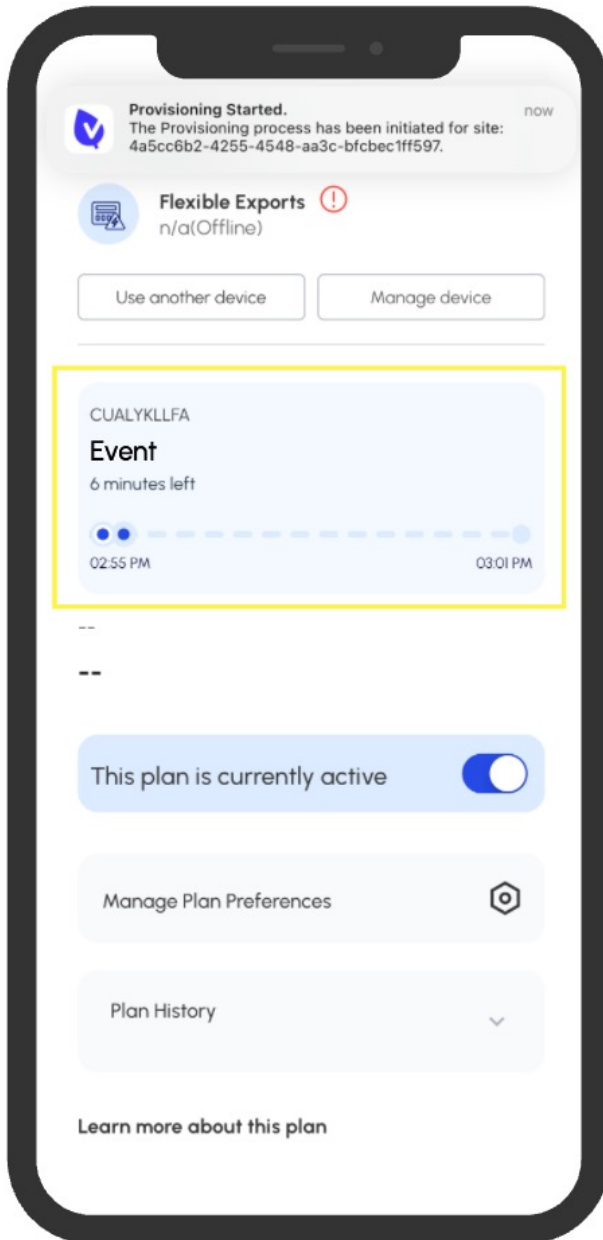 Provisioning Started.
now
The Provisioning process has been initiated for site:
4a5cc6b2-4255-4548-aa3c-bfcbec1ff597.
Flexible Exports
n/a(Offline)
Use another device
Manage device
CUALYKLLFA
Event
6 minutes left
02:55 PM
03:01 PM
--
--
This plan is currently active
Manage Plan Preferences
Plan History
Learn more about this plan